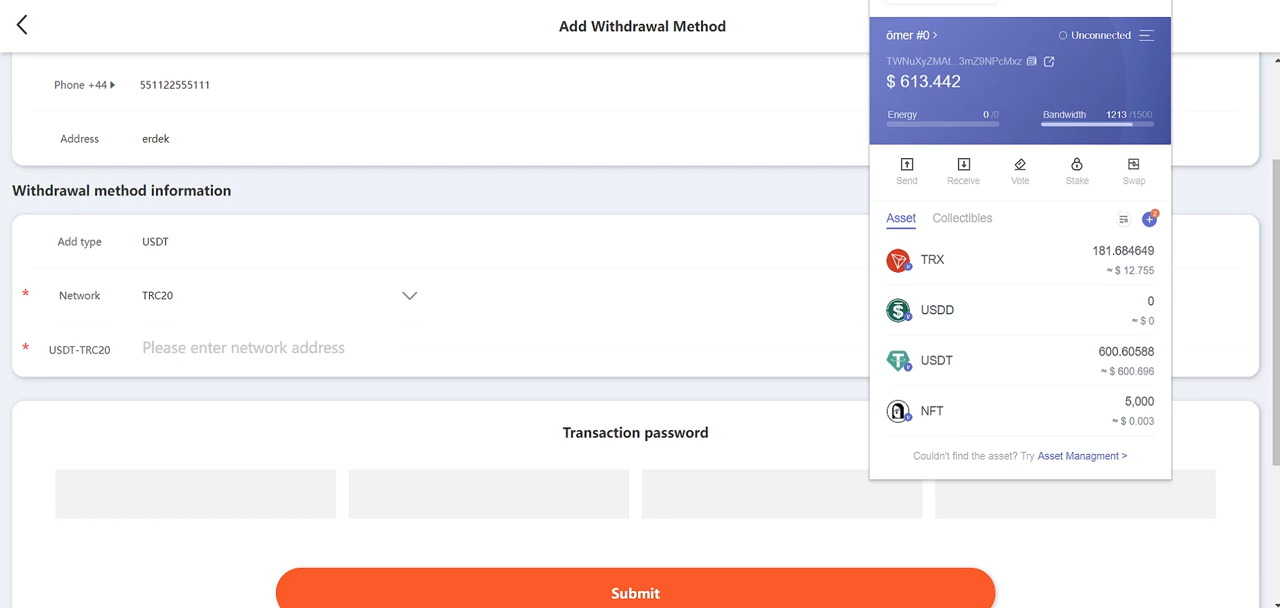 Add Withdrawal Method
Phone +44
551122555111
Address
erdek
Withdrawal method information
Add type
USDT
* Network
TRC20
* USDT-TRC20
Please enter network address
Transaction password
Submit
ömer #0 >
Unconnected
TWNuXyZMAt...3mZ9NPcMxz
$ 613.442
Energy
0 /0
Bandwidth
1213 /1500
Send
Receive
Vote
Stake
Swap
Asset
Collectibles
2
TRX
181.684649
≈ $ 12.755
USDD
0
≈ $ 0
USDT
600.60588
≈ $ 600.696
NFT
5,000
≈ $ 0.003
Couldn't find the asset? Try Asset Managment >